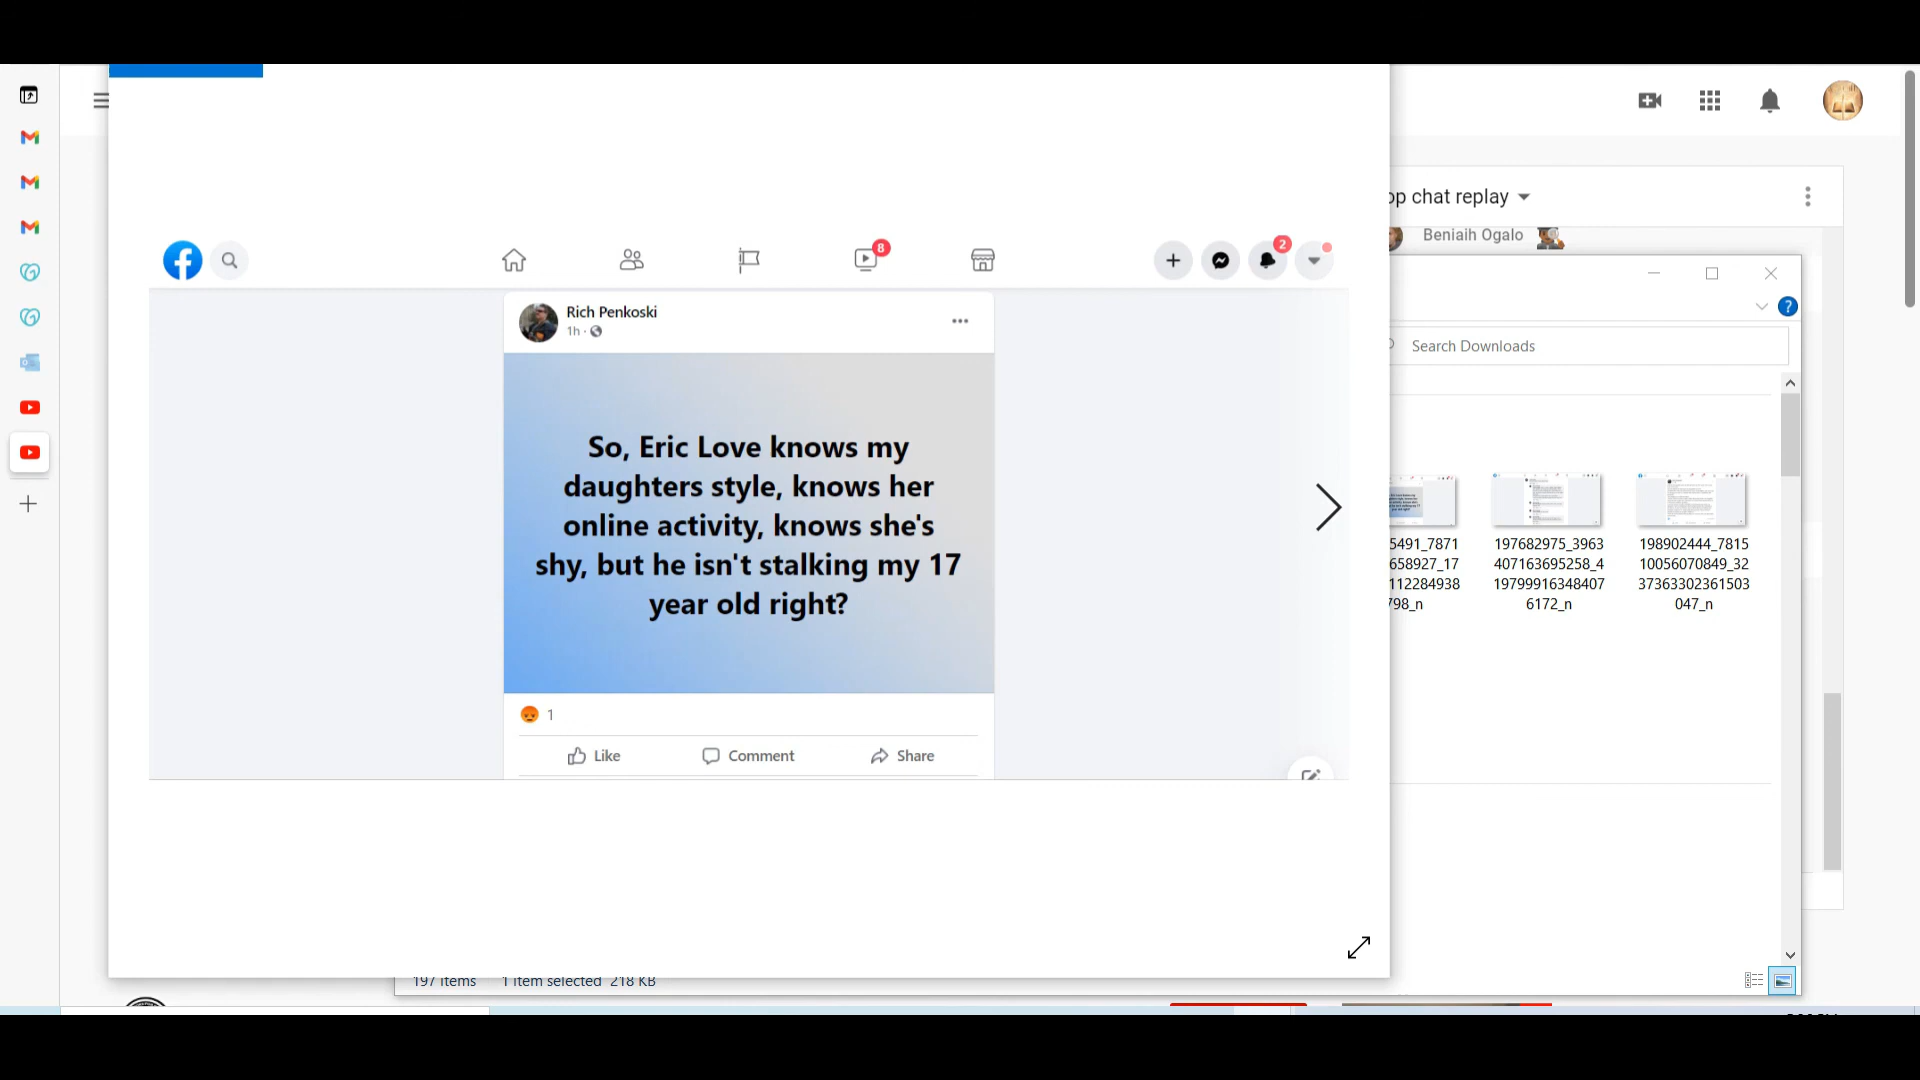 op chat replay
Beniaih Ogalo
8
2
Rich Penkoski
1h ·
So, Eric Love knows my
daughters style, knows her
online activity, knows she's
shy, but he isn't stalking my 17
year old right?
1
Like
Comment
Share
?
Search Downloads
5491_7871
658927_17
112284938
798_n
197682975_3963
407163695258_4
19799916348407
6172_n
198902444_7815
10056070849_32
37363302361503
047_n
197 items
1 item selected 218 KB